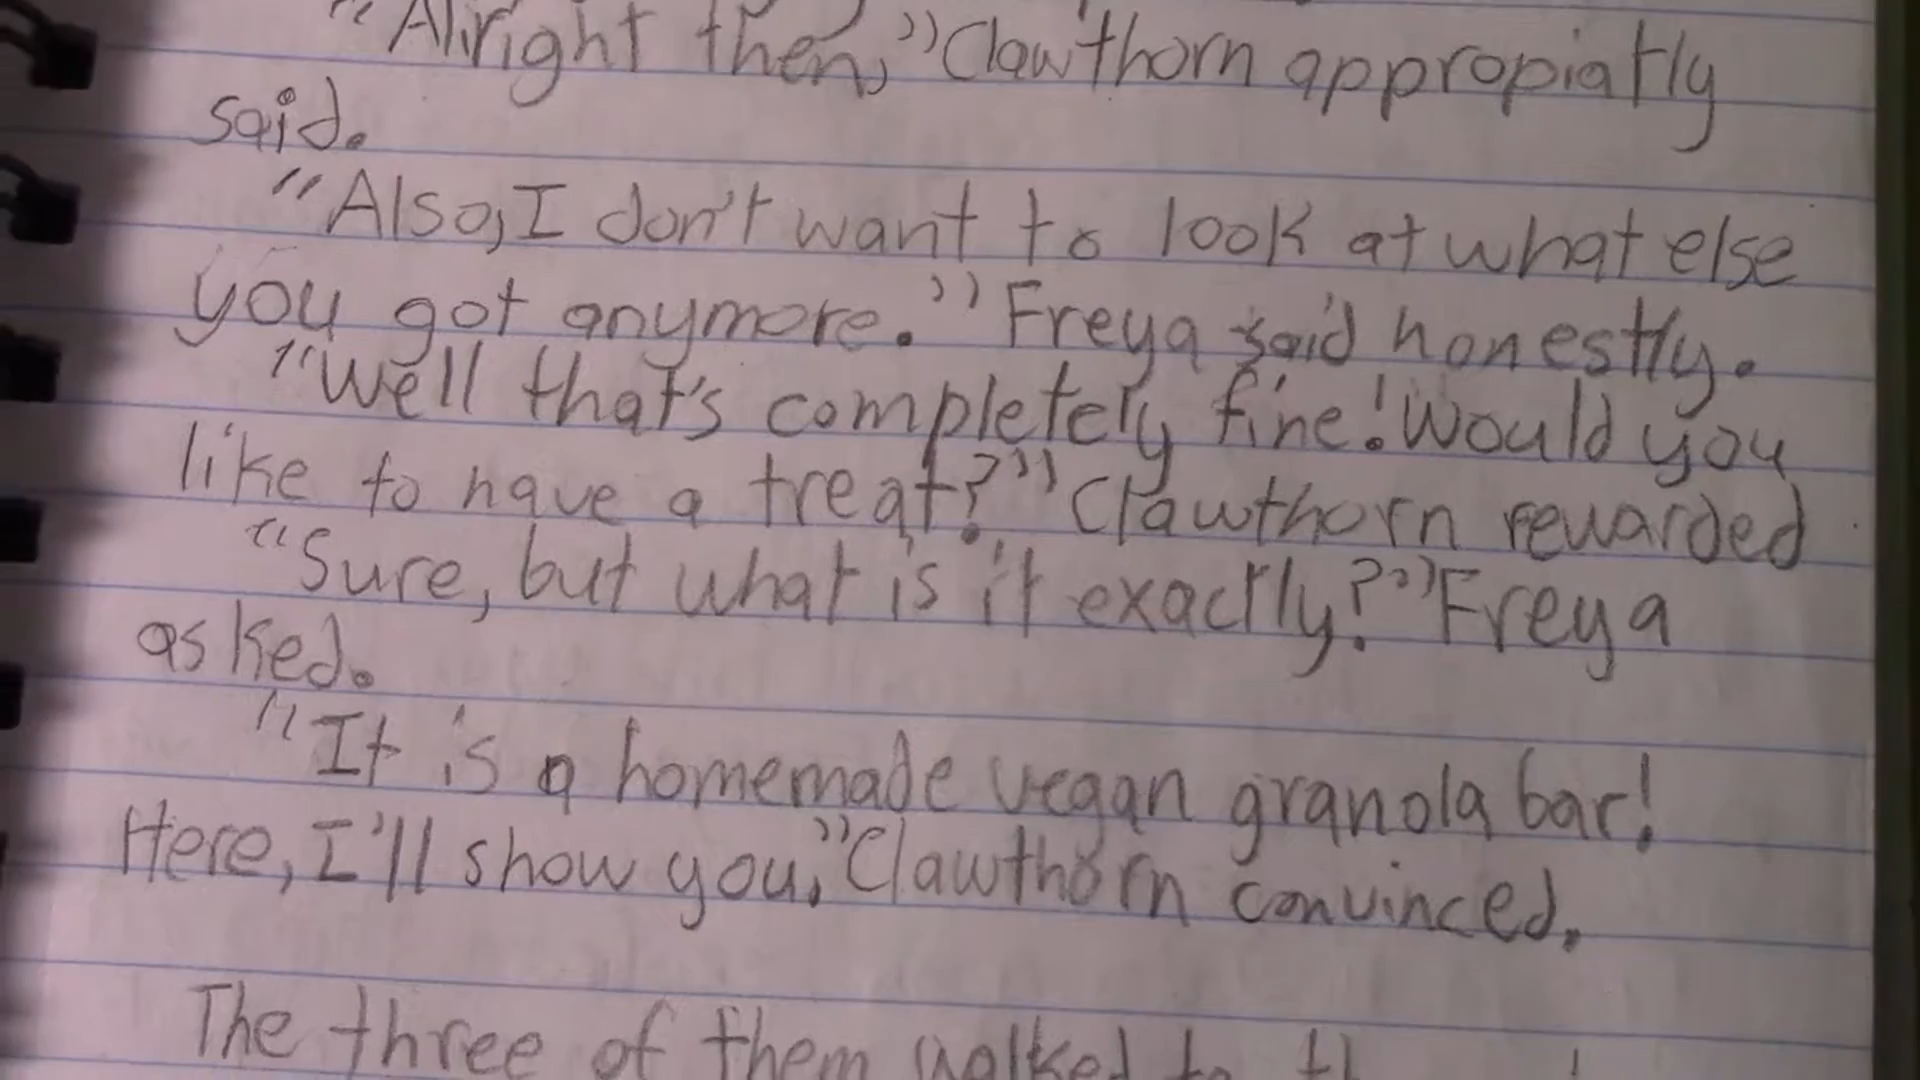 "Alright then,"Clawthorn appropiatly
said.
"Also, I don't want to look at what else
you got anymore."Freya said honestly.
"Well that's completely fine! Would you
like to have a treat?"Clawthorn rewarded
"Sure, but what is it exactly?"Freya
asked.
"It is a homemade vegan granola bar!
Here, I'll show you,"Clawthorn convinced.
The three of them walked to